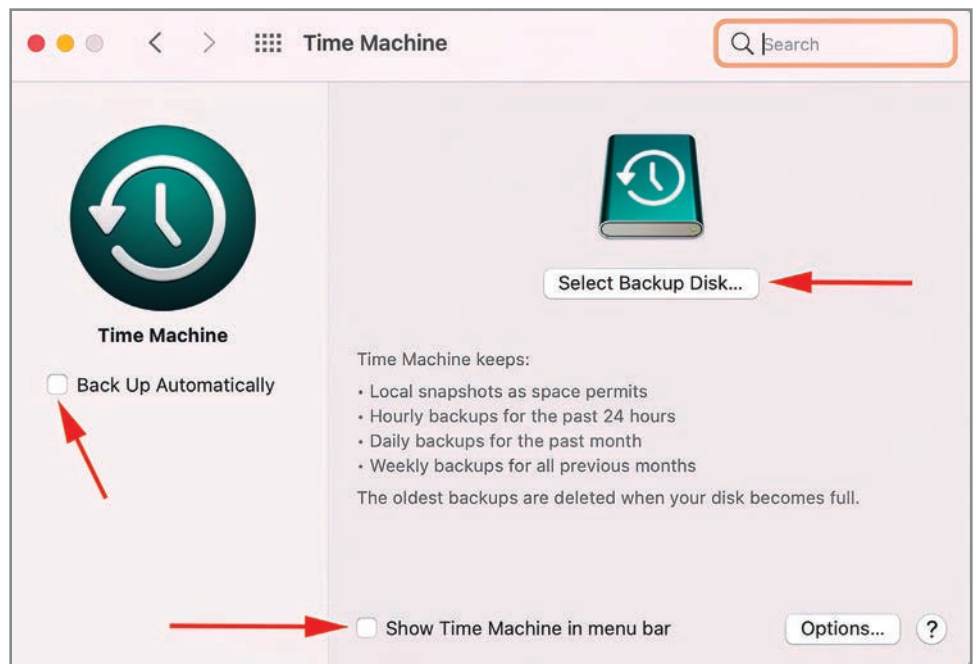 Time Machine
Search
Time Machine
Back Up Automatically
Select Backup Disk...
Time Machine keeps:
• Local snapshots as space permits
• Hourly backups for the past 24 hours
• Daily backups for the past month
• Weekly backups for all previous months
The oldest backups are deleted when your disk becomes full.
Show Time Machine in menu bar
Options...
?